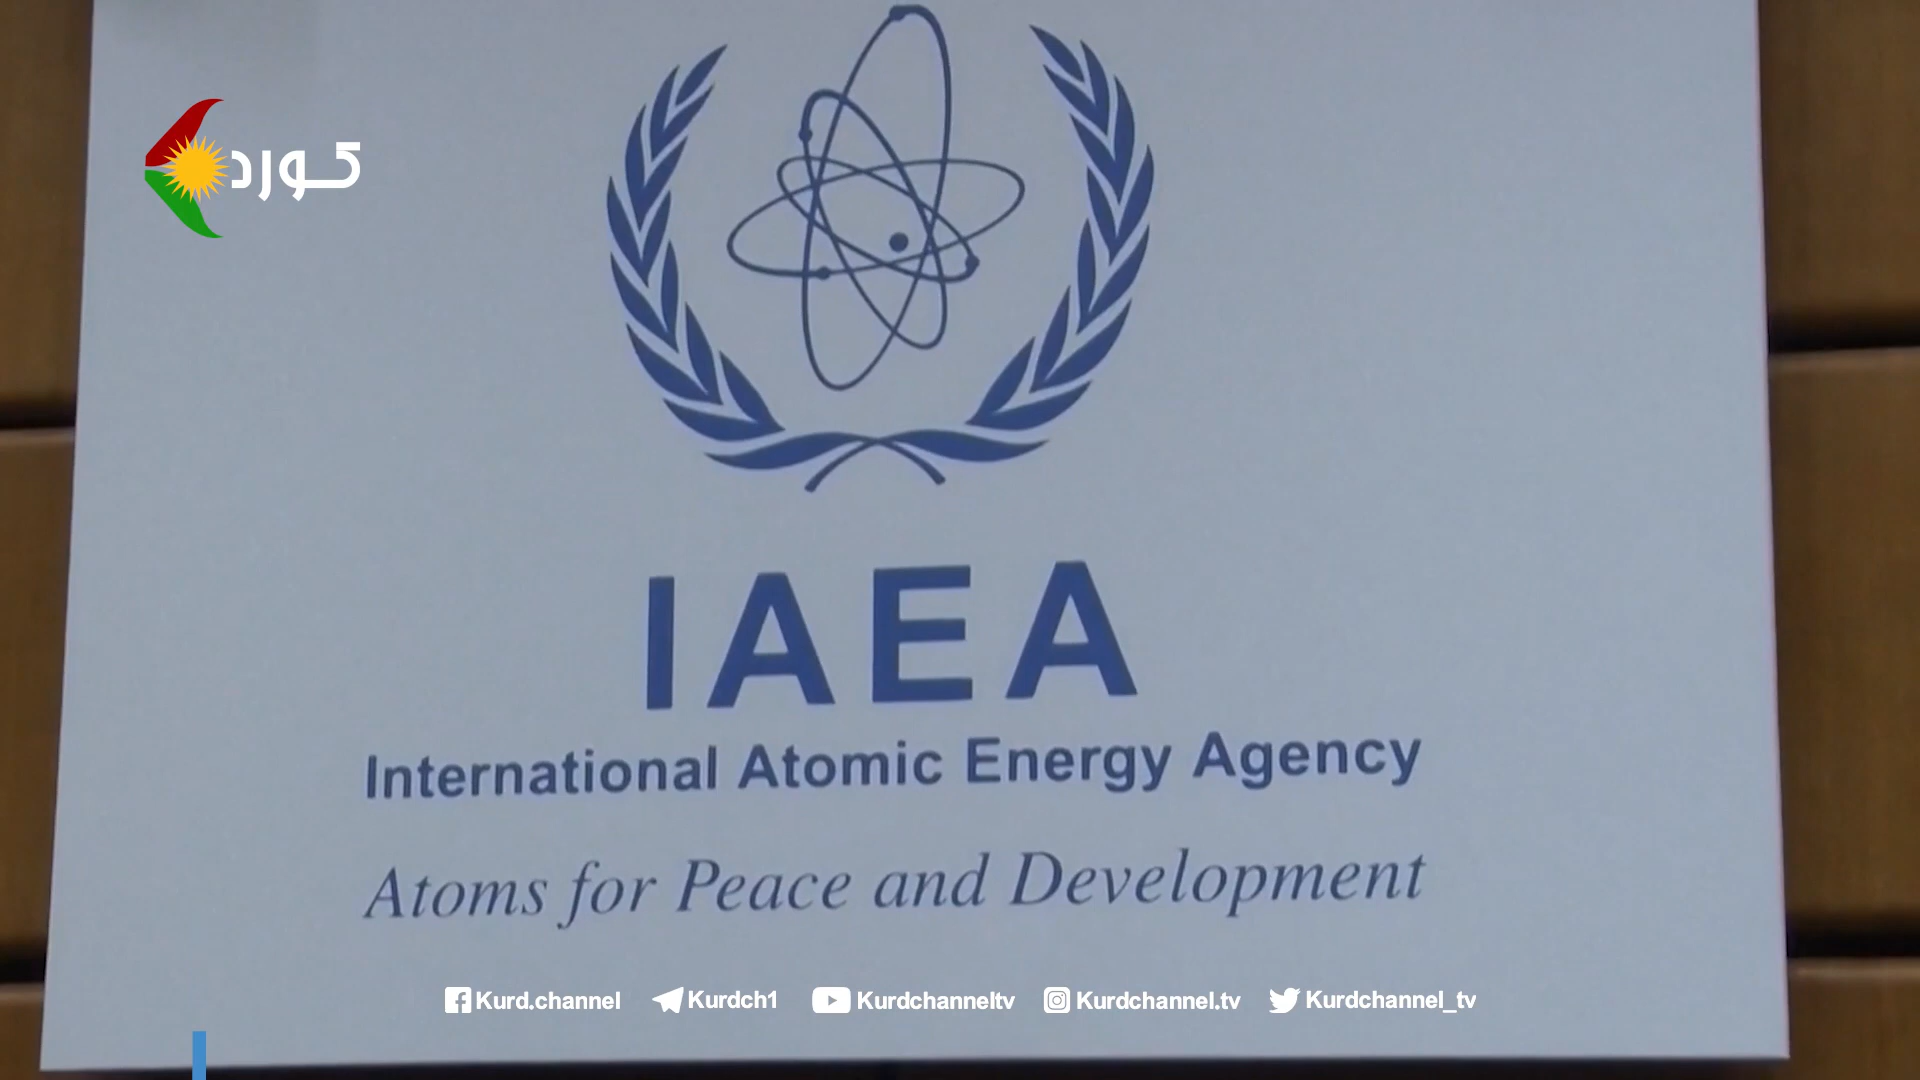 کورد
IAEA
International Atomic Energy Agency
Atoms for Peace and Development
Kurd.channel Kurdch1 Kurdchanneltv Kurdchannel.tv Kurdchannel_tv